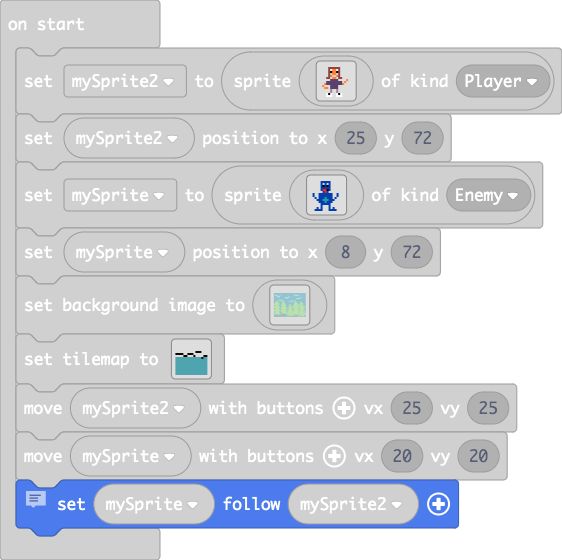 on start
set mySprite2 to sprite of kind Player
set mySprite2 position to x 25 y 72
set mySprite to sprite of kind Enemy
set mySprite position to x 8 y 72
set background image to
set tilemap to
move mySprite2 with buttons + vx 25 vy 25
move mySprite with buttons + vx 20 vy 20
set mySprite follow mySprite2 +